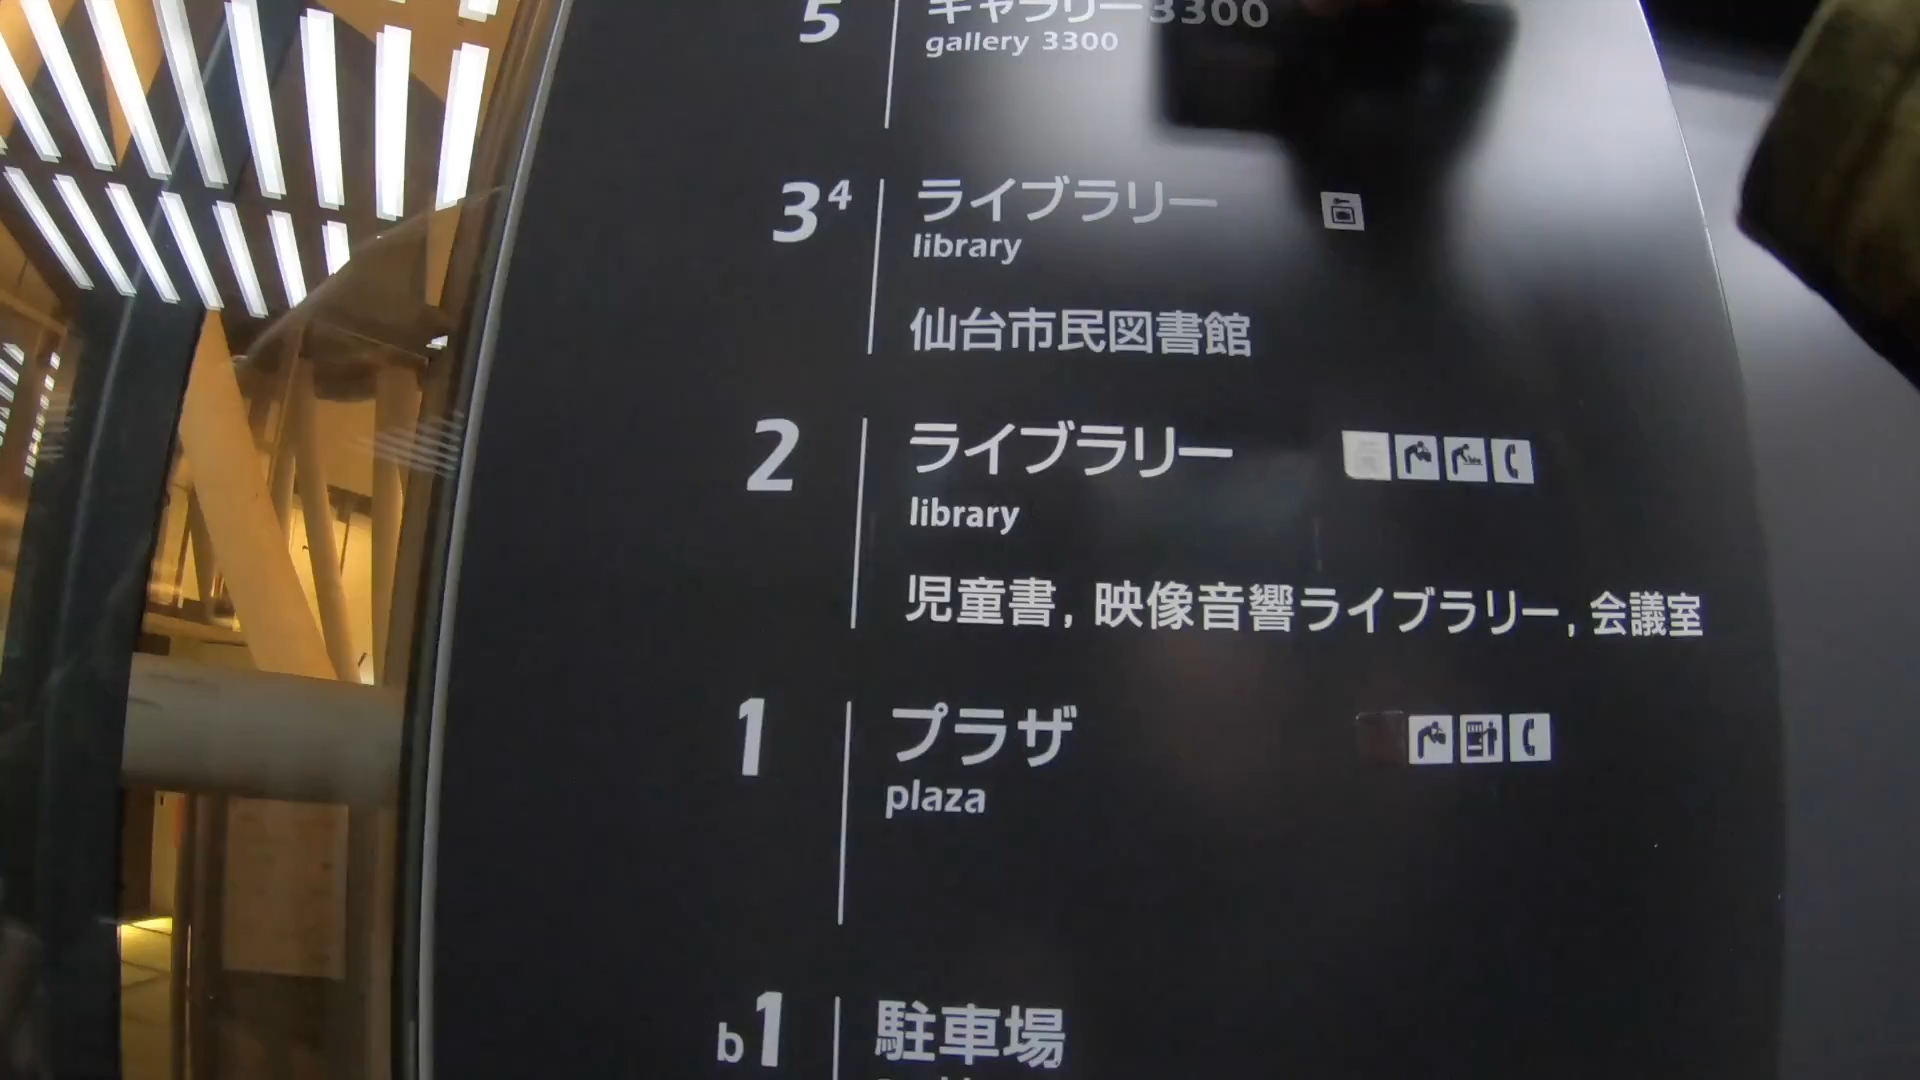 5 ギャラリー3300
gallery 3300
3⁴ ライブラリー
library
仙台市民図書館
2 ライブラリー
library
児童書, 映像音響ライブラリー, 会議室
1 プラザ
plaza
b1 駐車場